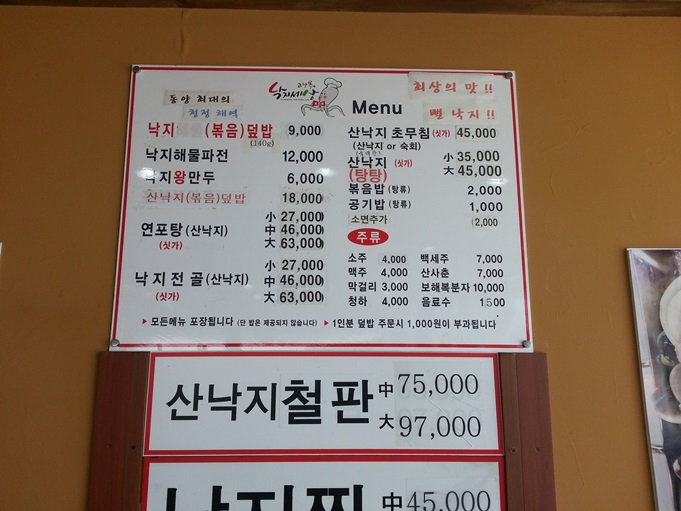 동양 최대의
청정 해역
낙지세상
Menu
최상의 맛 !!
뻘 낙지 !!
낙지 (볶음)덮밥 9,000
(140g)
낙지해물파전 12,000
낙지왕만두 6,000
산낙지(볶음)덮밥 18,000
연포탕 (산낙지) 小 27,000
(싯가) 中 46,000
大 63,000
낙지전골 (산낙지) 小 27,000
(싯가) 中 46,000
大 63,000
산낙지 초무침 (싯가) 45,000
(산낙지 or 숙회)
산낙지 (싯가) 小 35,000
(탕탕) 大 45,000
볶음밥 (탕류) 2,000
공기밥 (탕류) 1,000
소면추가 2,000
주류
소주 4,000 백세주 7,000
맥주 4,000 산사춘 7,000
막걸리 3,000 보해복분자 10,000
청하 4,000 음료수 1500
▶ 모든메뉴 포장됩니다 (단 밥은 제공되지 않습니다) ▶ 1인분 덮밥 주문시 1,000원이 부과됩니다
산낙지철판 中 75,000
大 97,000
낙지찜 中 45,000